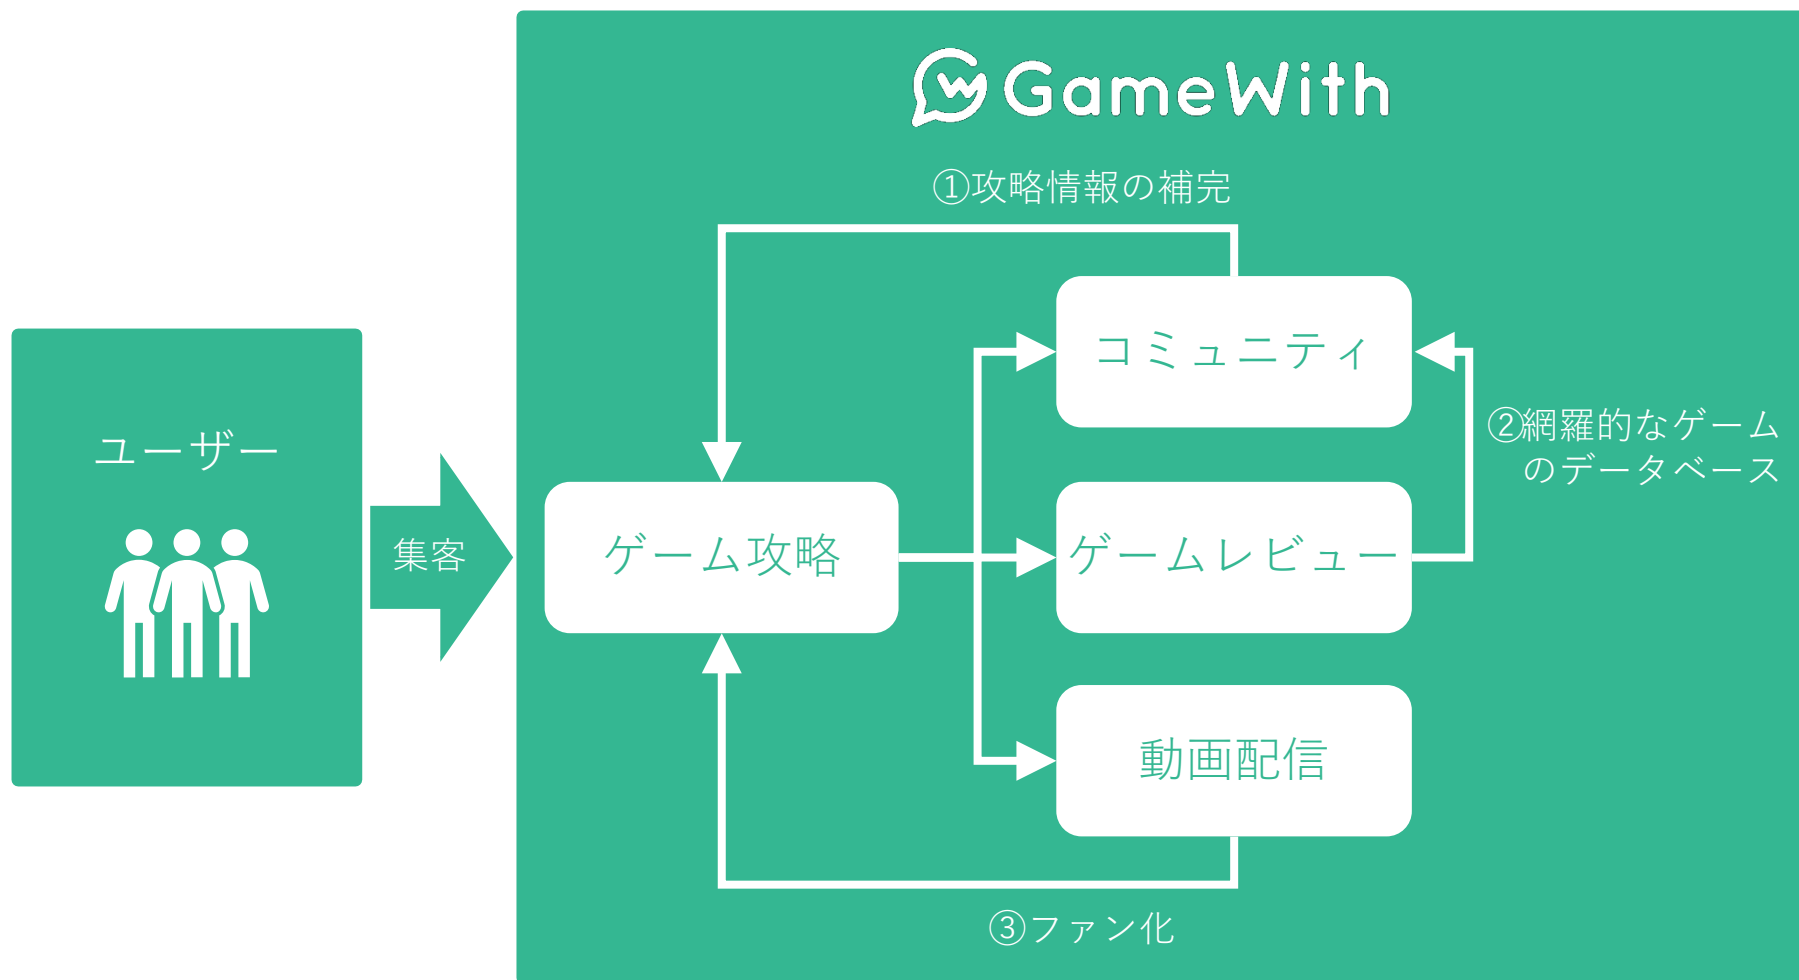 GameWith
①攻略情報の補完
コミュニティ
②網羅的なゲーム
のデータベース
ユーザー
集客
ゲーム攻略
ゲームレビュー
動画配信
③ファン化